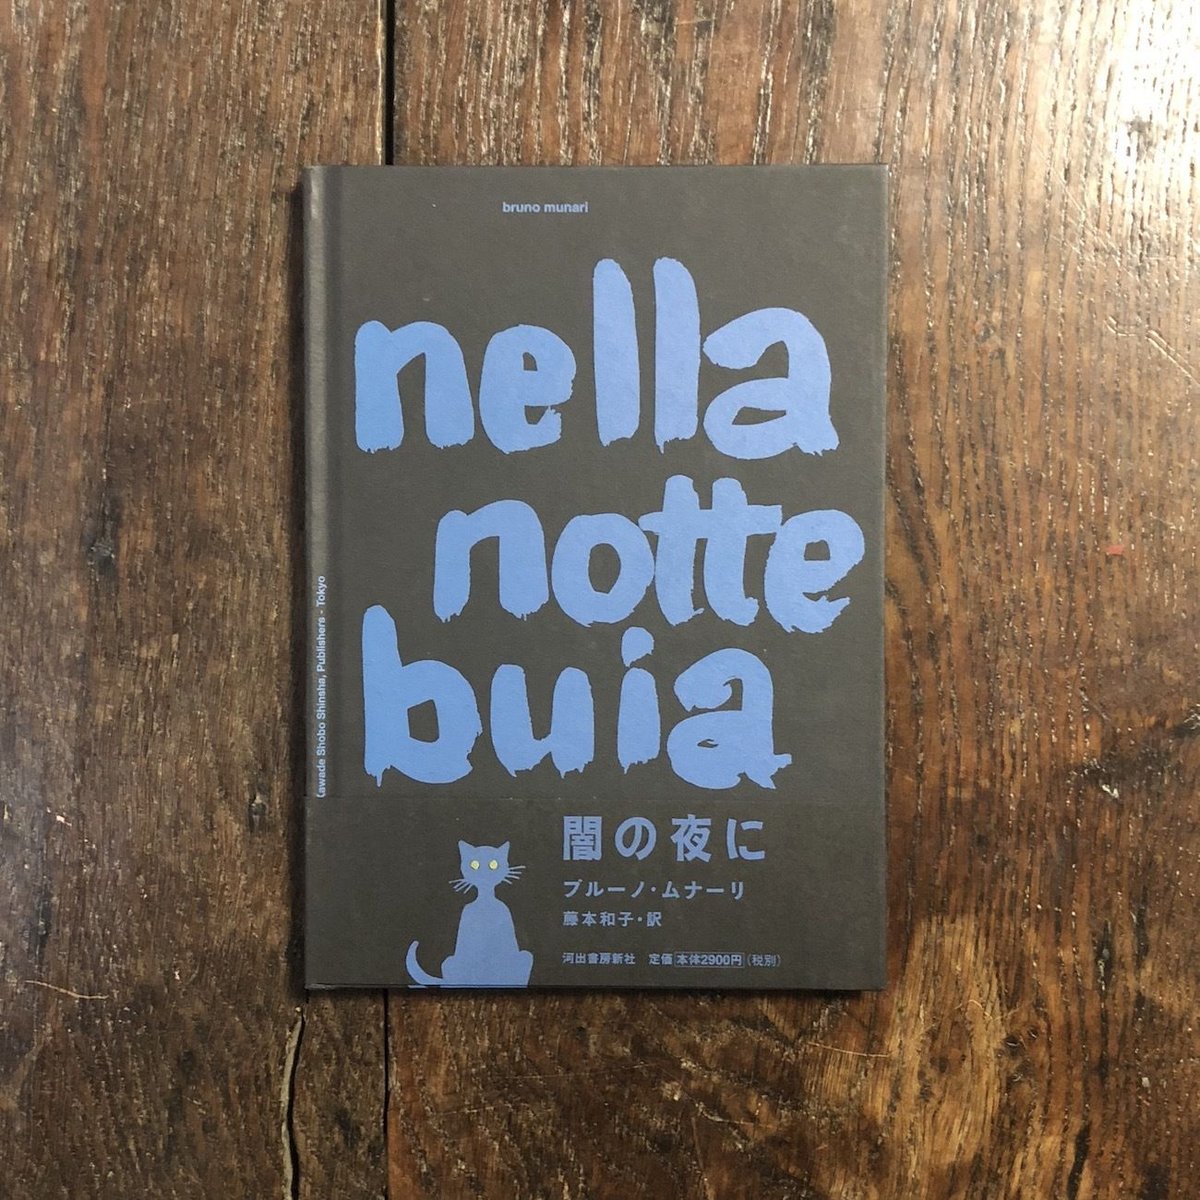 bruno munari
nella
notte
buia
Kawade Shobo Shinsha, Publishers - Tokyo
闇の夜に
ブルーノ・ムナーリ
藤本和子・訳
河出書房新社 定価 本体2900円 (税別)